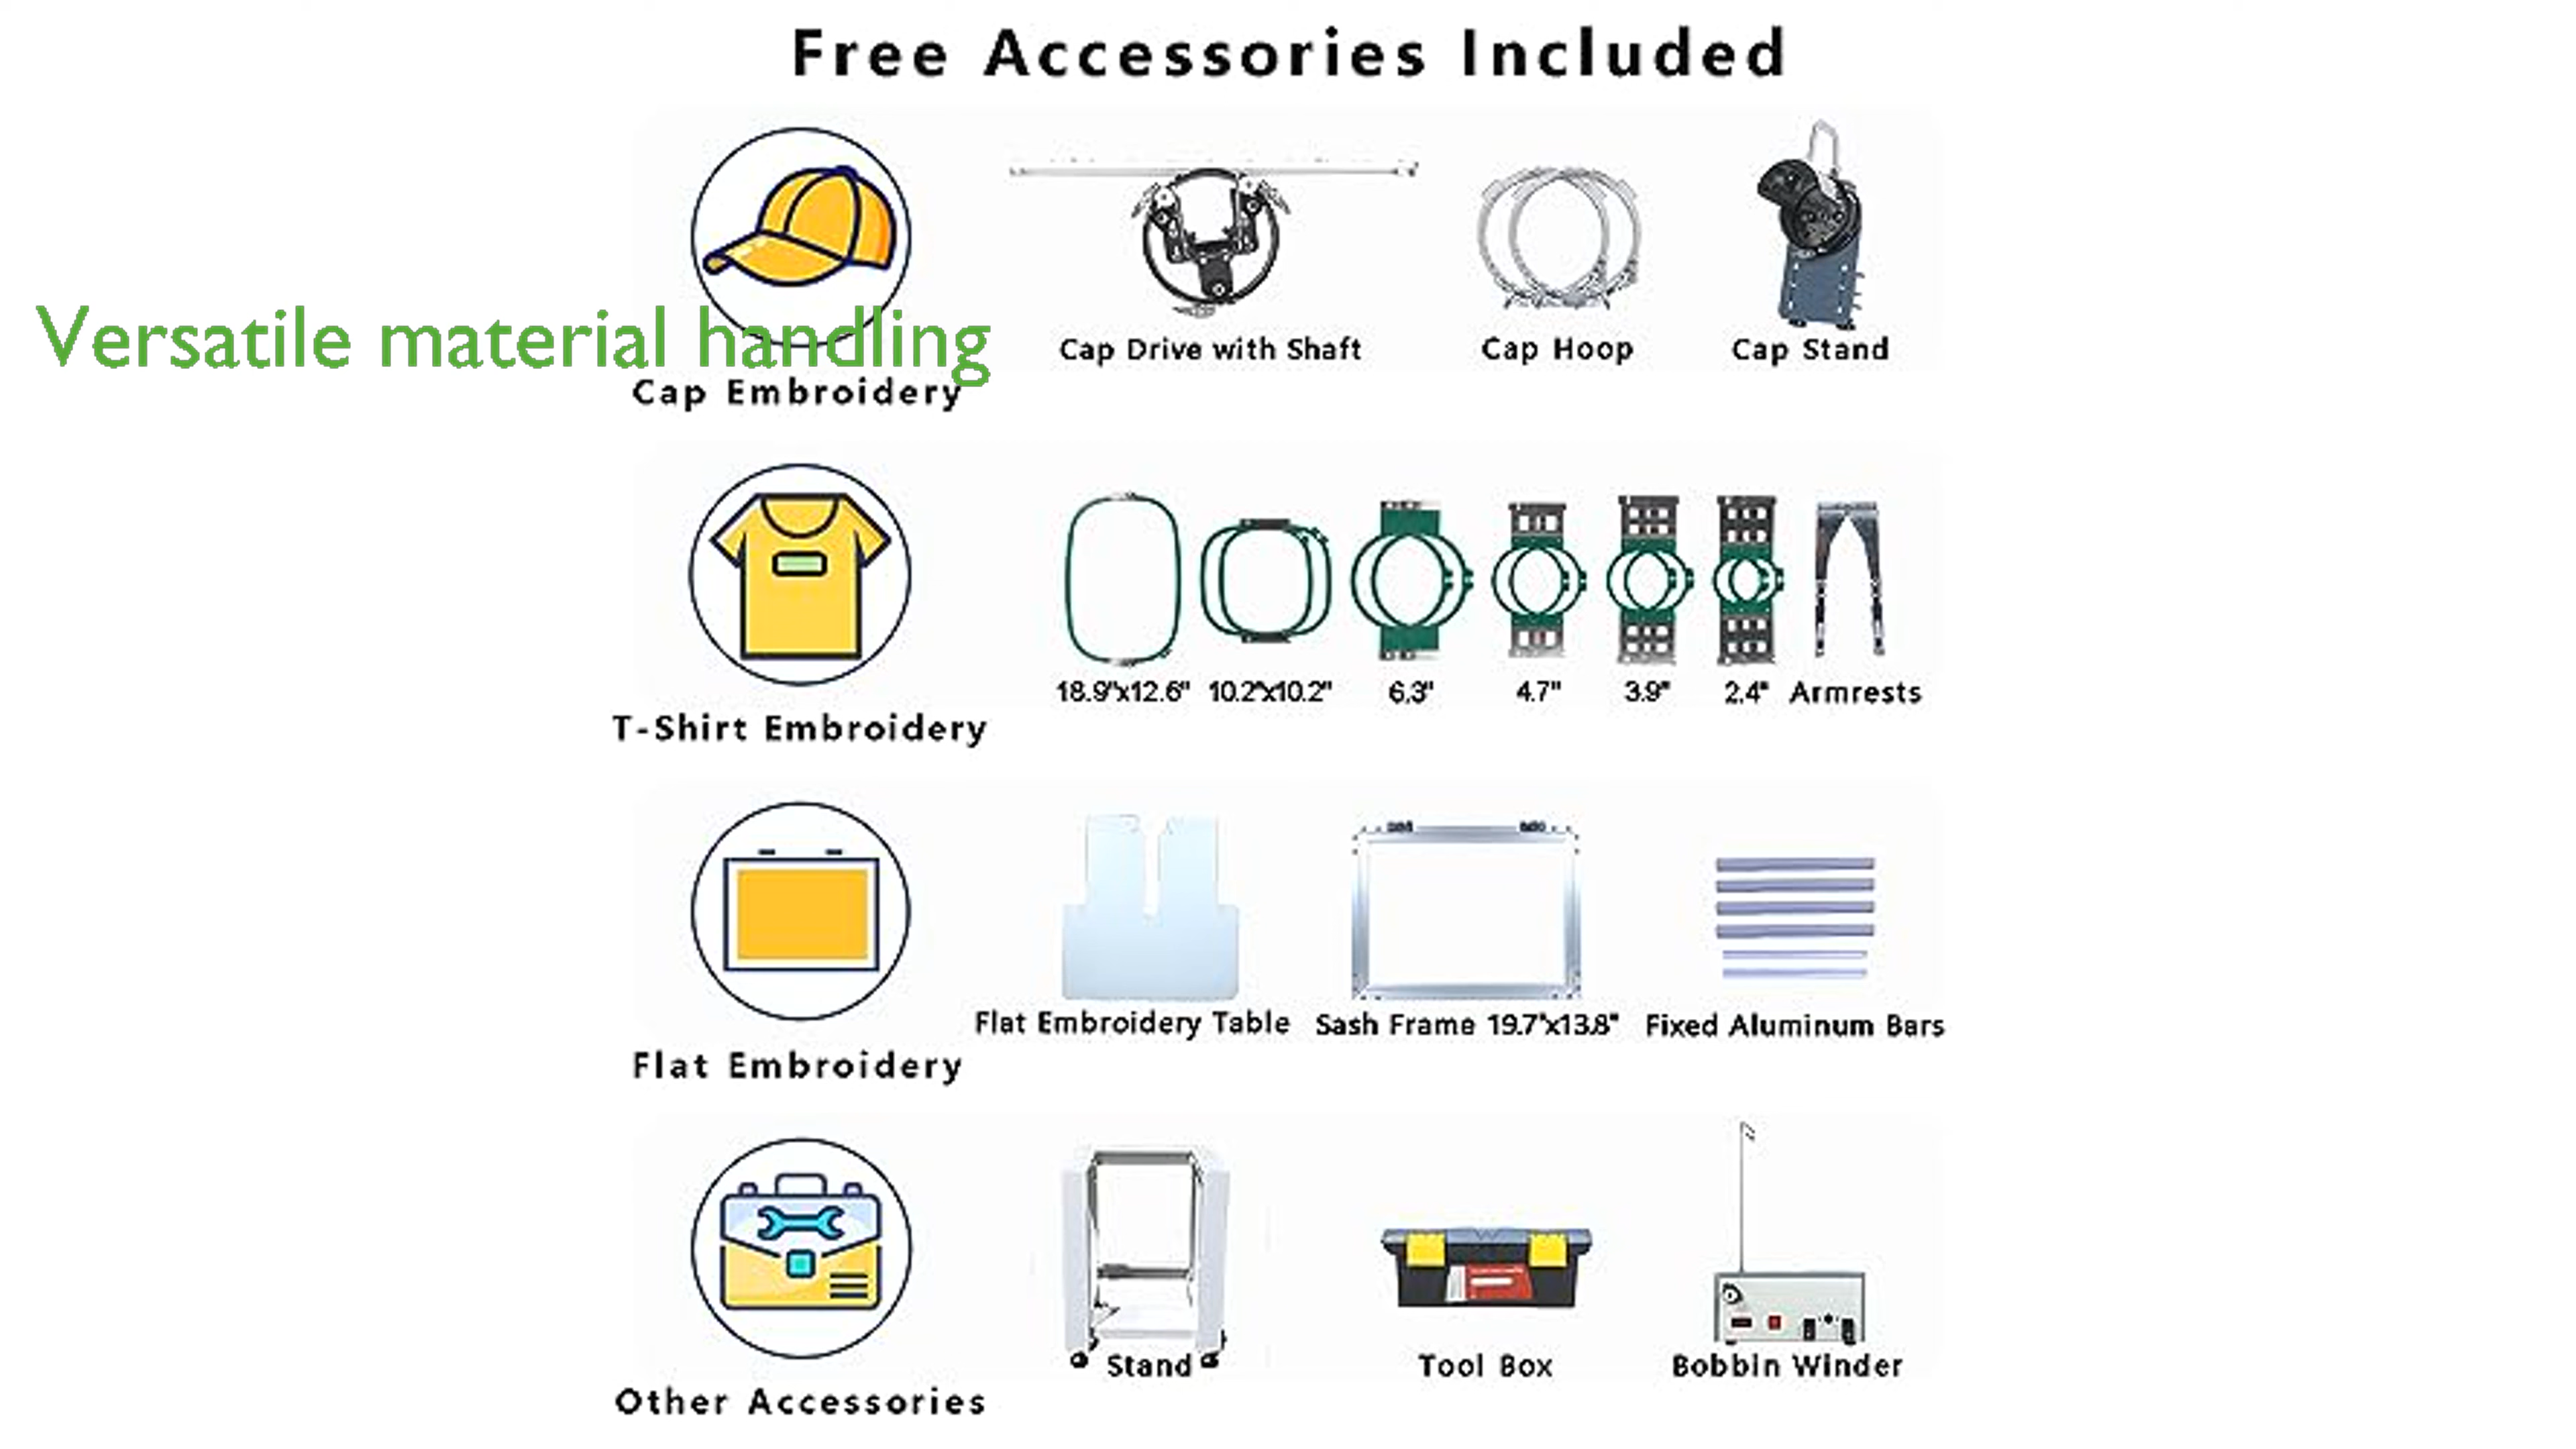 Free Accessories Included
Versatile material handling
Cap Embroidery
Cap Drive with Shaft
Cap Hoop
Cap Stand
T-Shirt Embroidery
18.9"x12.6"
10.2"x10.2"
6.3"
4.7"
3.9"
2.4"
Armrests
Flat Embroidery
Flat Embroidery Table
Sash Frame 19.7"x13.8"
Fixed Aluminum Bars
Other Accessories
Stand
Tool Box
Bobbin Winder